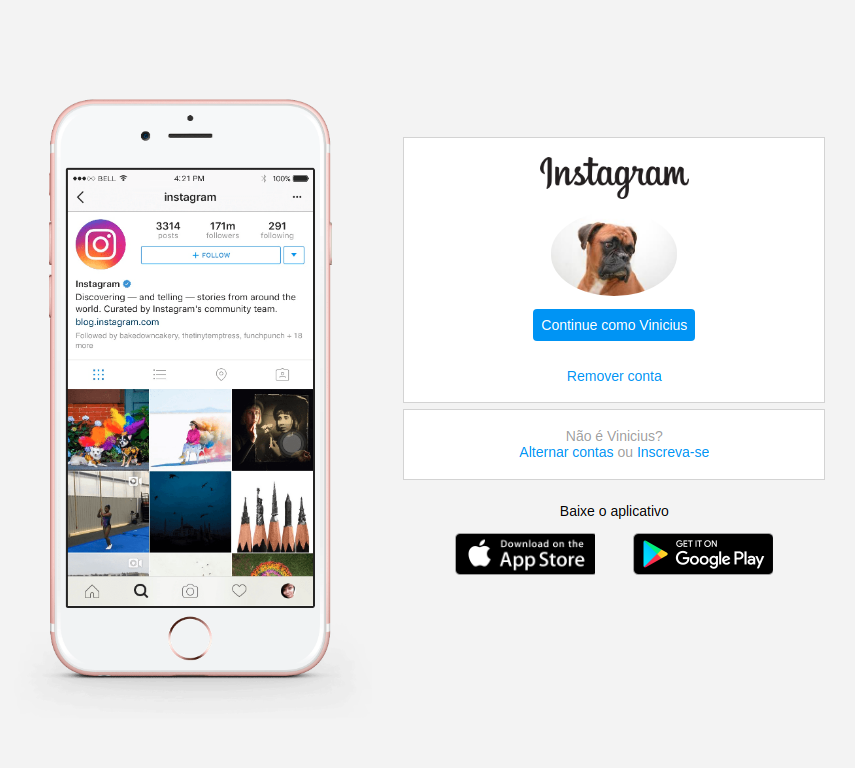 BELL 4:21 PM 100%
instagram
3314 171m 291
posts followers following
+ FOLLOW
Instagram
Discovering — and telling — stories from around the
world. Curated by Instagram's community team.
blog.instagram.com
Followed by bakadowncakery, thetinytemptress, funchpunch + 18
more
Instagram
Continue como Vinicius
Remover conta
Não é Vinicius?
Alternar contas ou Inscreva-se
Baixe o aplicativo
Download on the
App Store
GET IT ON
Google Play